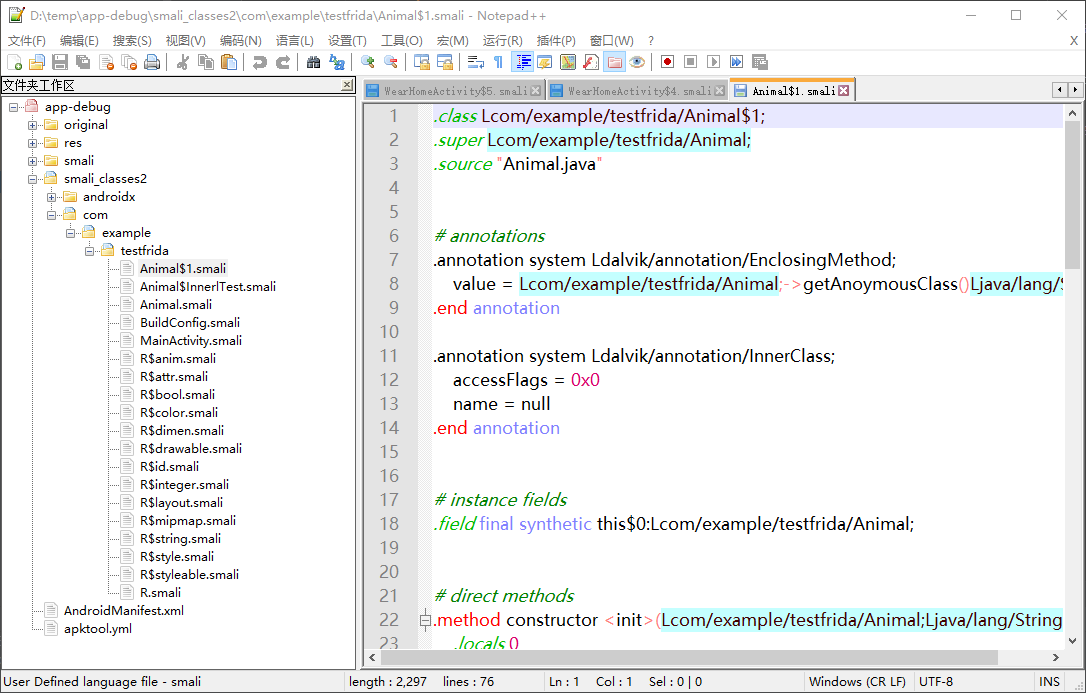 D:\temp\app-debug\smali_classes2\com\example\testfrida\Animal$1.smali - Notepad++
文件(F) 编辑(E) 搜索(S) 视图(V) 编码(N) 语言(L) 设置(T) 工具(O) 宏(M) 运行(R) 插件(P) 窗口(W) ? X
文件夹工作区
app-debug
original
res
smali
smali_classes2
androidx
com
example
testfrida
Animal$1.smali
Animal$InnerlTest.smali
Animal.smali
BuildConfig.smali
MainActivity.smali
R$anim.smali
R$attr.smali
R$bool.smali
R$color.smali
R$dimen.smali
R$drawable.smali
R$id.smali
R$integer.smali
R$layout.smali
R$mipmap.smali
R$string.smali
R$style.smali
R$styleable.smali
R.smali
AndroidManifest.xml
apktool.yml
WearHomeActivity$5.smali WearHomeActivity$4.smali Animal$1.smali
1 .class Lcom/example/testfrida/Animal$1;
2 .super Lcom/example/testfrida/Animal;
3 .source "Animal.java"
4
5
6 # annotations
7 .annotation system Ldalvik/annotation/EnclosingMethod;
8 value = Lcom/example/testfrida/Animal;->getAnoymousClass()Ljava/lang/S
9 .end annotation
10
11 .annotation system Ldalvik/annotation/InnerClass;
12 accessFlags = 0x0
13 name = null
14 .end annotation
15
16
17 # instance fields
18 .field final synthetic this$0:Lcom/example/testfrida/Animal;
19
20
21 # direct methods
22 .method constructor <init>(Lcom/example/testfrida/Animal;Ljava/lang/String
23 .locals 0
User Defined language file - smali length : 2,297 lines : 76 Ln : 1 Col : 1 Sel : 0 | 0 Windows (CR LF) UTF-8 INS